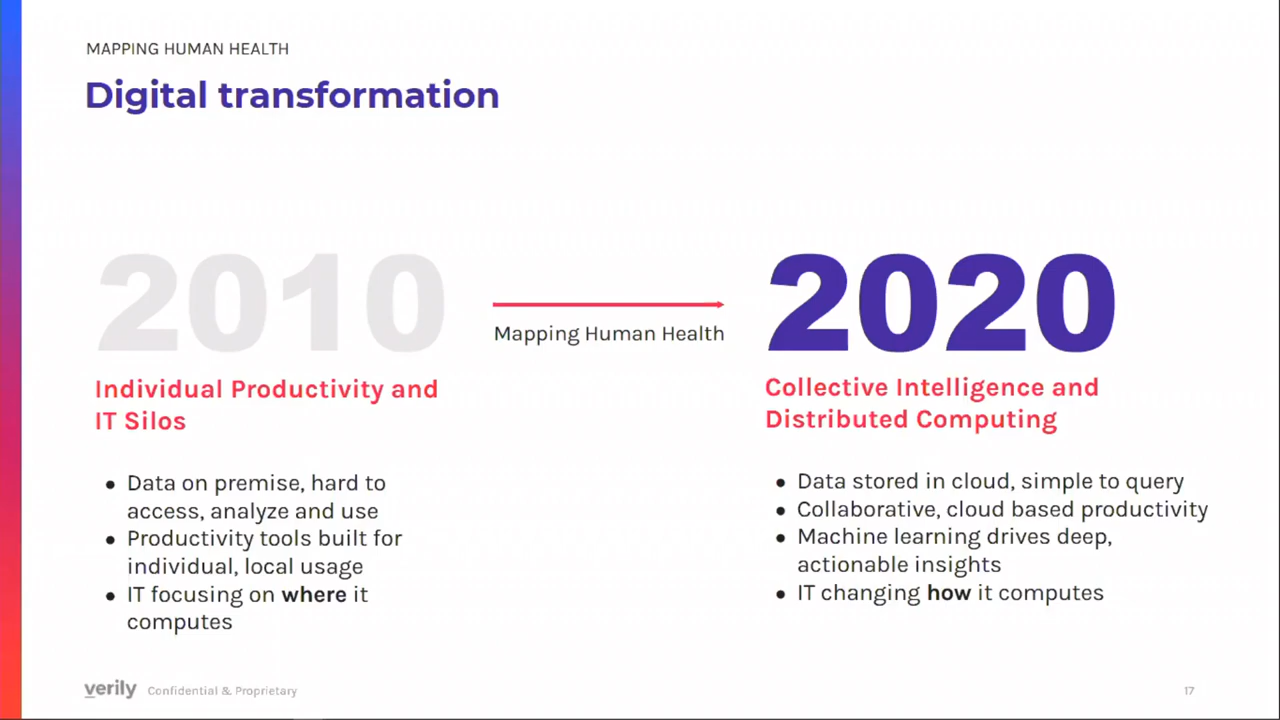 MAPPING HUMAN HEALTH
Digital transformation
2010
Mapping Human Health
2020
Individual Productivity and
IT Silos
● Data on premise, hard to
access, analyze and use
● Productivity tools built for
individual, local usage
● IT focusing on where it
computes
Collective Intelligence and
Distributed Computing
● Data stored in cloud, simple to query
● Collaborative, cloud based productivity
● Machine learning drives deep,
actionable insights
● IT changing how it computes
verily Confidential & Proprietary
17